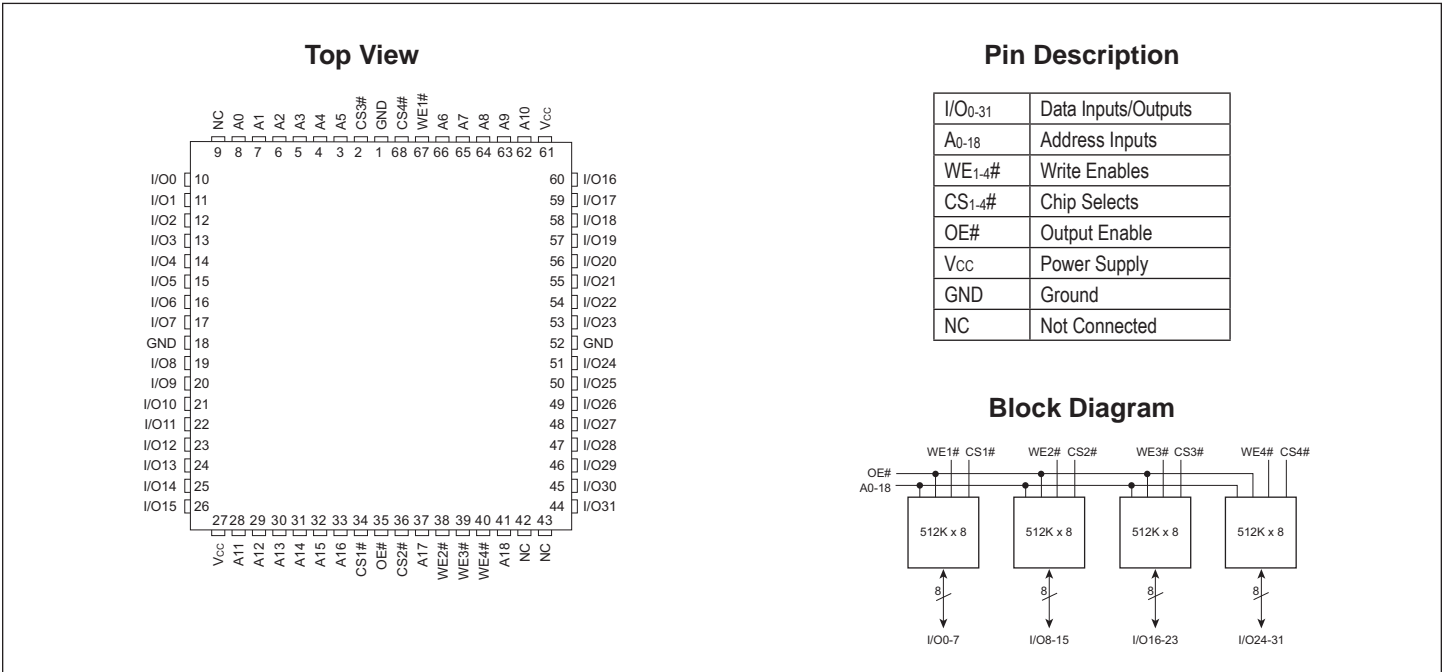 Top View
NC A0 A1 A2 A3 A4 A5 CS3# GND CS4# WE1# A6 A7 A8 A9 A10 Vcc
9 8 7 6 5 4 3 2 1 68 67 66 65 64 63 62 61
I/O0 10 60 I/O16
I/O1 11 59 I/O17
I/O2 12 58 I/O18
I/O3 13 57 I/O19
I/O4 14 56 I/O20
I/O5 15 55 I/O21
I/O6 16 54 I/O22
I/O7 17 53 I/O23
GND 18 52 GND
I/O8 19 51 I/O24
I/O9 20 50 I/O25
I/O10 21 49 I/O26
I/O11 22 48 I/O27
I/O12 23 47 I/O28
I/O13 24 46 I/O29
I/O14 25 45 I/O30
I/O15 26 44 I/O31
27 28 29 30 31 32 33 34 35 36 37 38 39 40 41 42 43
Vcc A11 A12 A13 A14 A15 A16 CS1# OE# CS2# A17 WE2# WE3# WE4# A18 NC NC
Pin Description
I/O0-31 Data Inputs/Outputs
A0-18 Address Inputs
WE1-4# Write Enables
CS1-4# Chip Selects
OE# Output Enable
Vcc Power Supply
GND Ground
NC Not Connected
Block Diagram
WE1# CS1# WE2# CS2# WE3# CS3# WE4# CS4#
OE#
A0-18
512K x 8 512K x 8 512K x 8 512K x 8
8 8 8 8
I/O0-7 I/O8-15 I/O16-23 I/O24-31